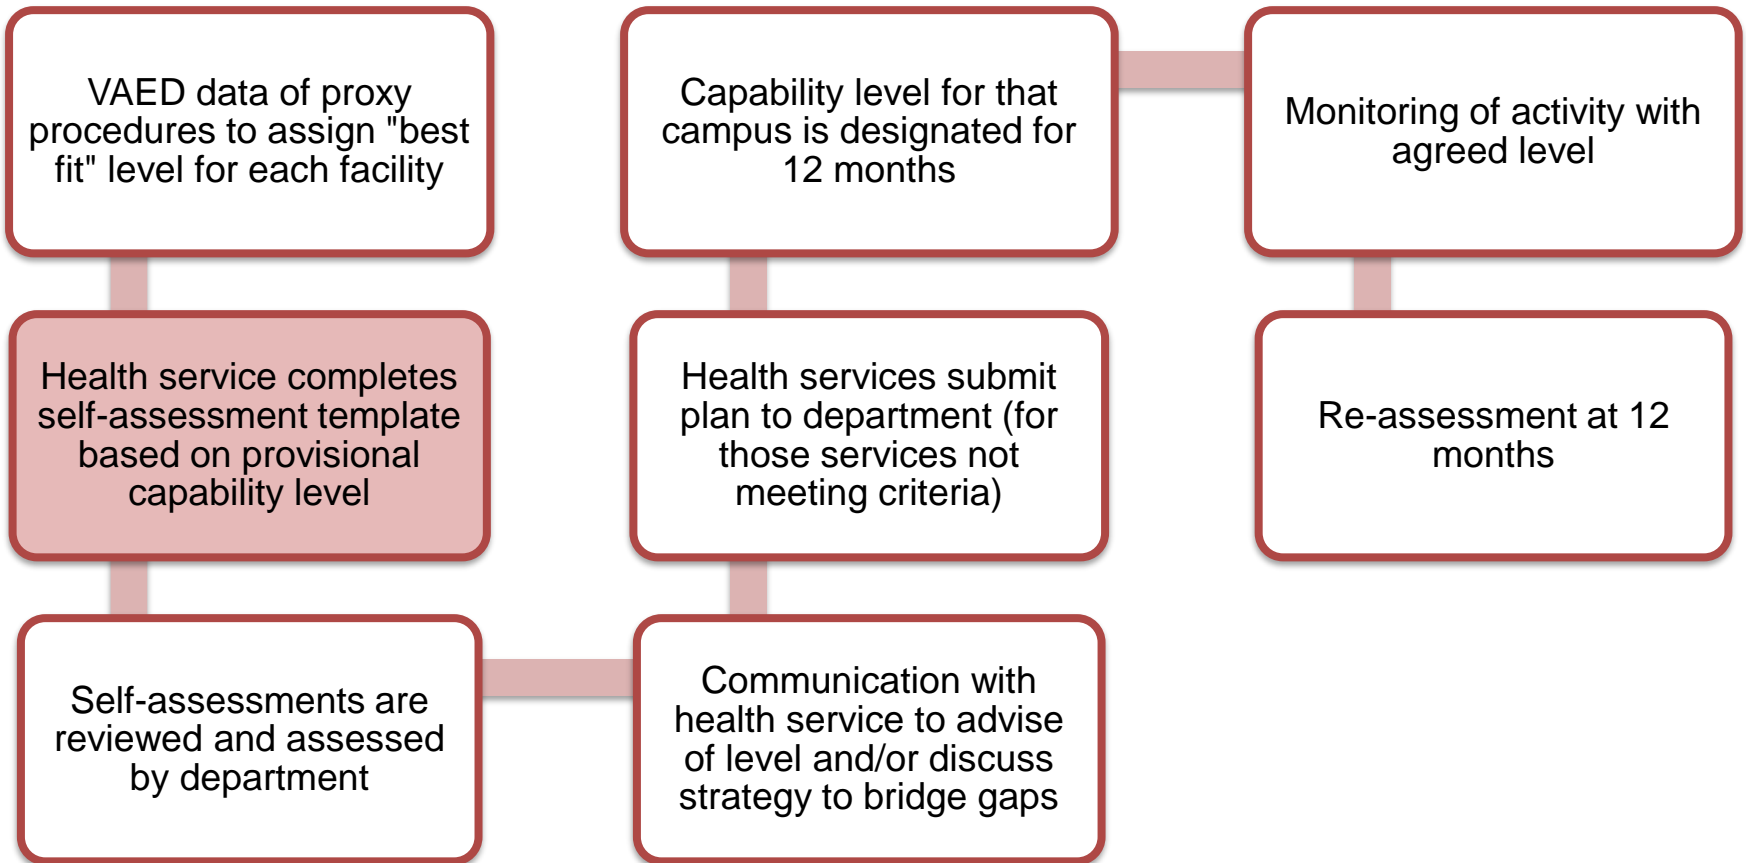 VAED data of proxy
procedures to assign "best
fit" level for each facility
Health service completes
self-assessment template
based on provisional
capability level
Self-assessments are
reviewed and assessed
by department
Communication with
health service to advise
of level and/or discuss
strategy to bridge gaps
Health services submit
plan to department (for
those services not
meeting criteria)
Capability level for that
campus is designated for
12 months
Monitoring of activity with
agreed level
Re-assessment at 12
months